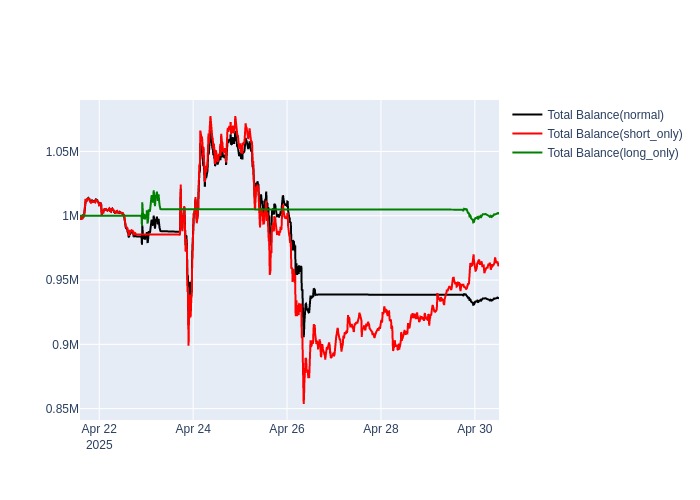 Total Balance(normal)
Total Balance(short_only)
Total Balance(long_only)
1.05M
1M
0.95M
0.9M
0.85M
Apr 22
2025
Apr 24
Apr 26
Apr 28
Apr 30